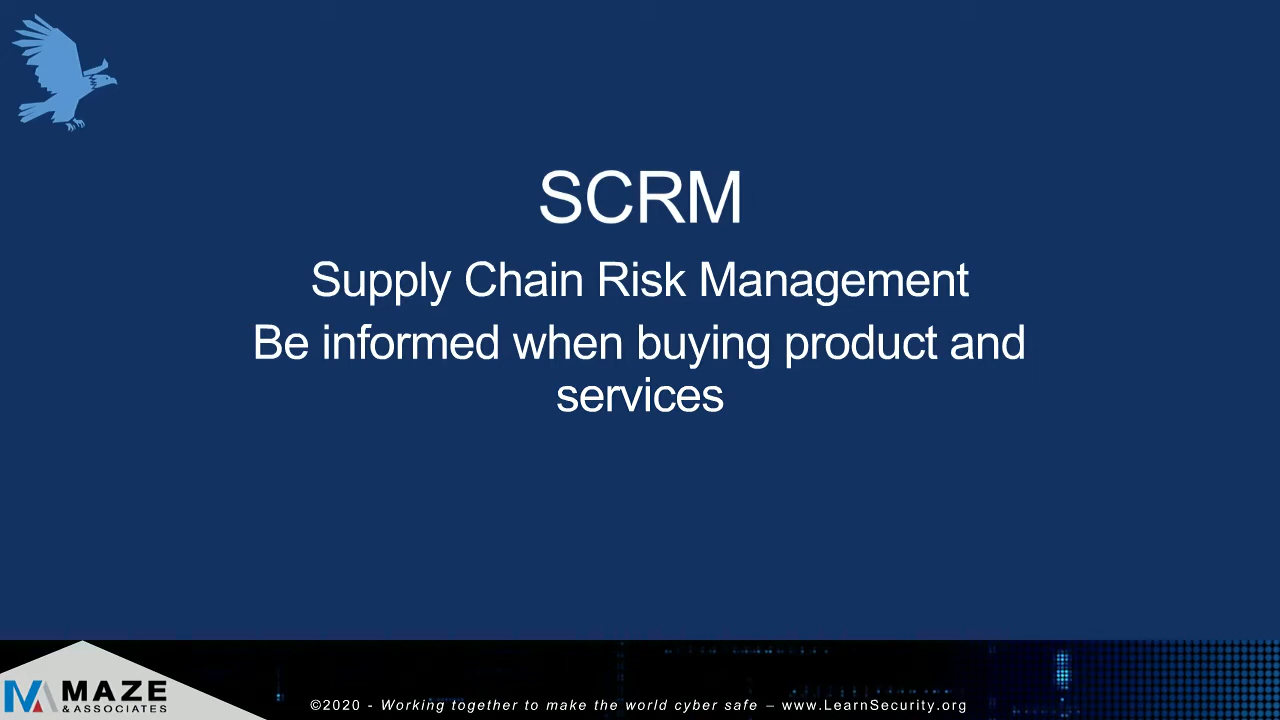 SCRM
Supply Chain Risk Management
Be informed when buying product and
services
MAZE
& ASSOCIATES
©2020 - Working together to make the world cyber safe – www.LearnSecurity.org